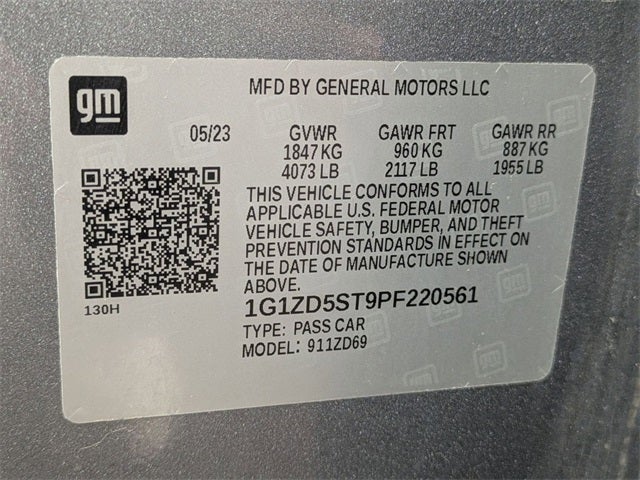 gm
MFD BY GENERAL MOTORS LLC
05/23 GVWR GAWR FRT GAWR RR
1847 KG 960 KG 887 KG
4073 LB 2117 LB 1955 LB
THIS VEHICLE CONFORMS TO ALL
APPLICABLE U.S. FEDERAL MOTOR
VEHICLE SAFETY, BUMPER, AND THEFT
PREVENTION STANDARDS IN EFFECT ON
THE DATE OF MANUFACTURE SHOWN
ABOVE.
130H
1G1ZD5ST9PF220561
TYPE: PASS CAR
MODEL: 911ZD69